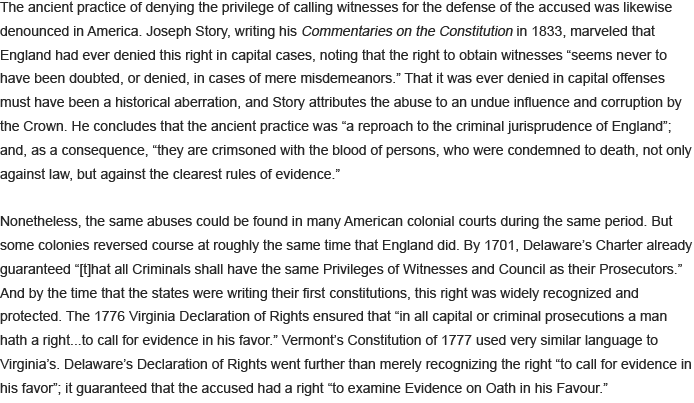 The ancient practice of denying the privilege of calling witnesses for the defense of the accused was likewise
denounced in America. Joseph Story, writing his Commentaries on the Constitution in 1833, marveled that
England had ever denied this right in capital cases, noting that the right to obtain witnesses “seems never to
have been doubted, or denied, in cases of mere misdemeanors.” That it was ever denied in capital offenses
must have been a historical aberration, and Story attributes the abuse to an undue influence and corruption by
the Crown. He concludes that the ancient practice was “a reproach to the criminal jurisprudence of England”;
and, as a consequence, “they are crimsoned with the blood of persons, who were condemned to death, not only
against law, but against the clearest rules of evidence.”
Nonetheless, the same abuses could be found in many American colonial courts during the same period. But
some colonies reversed course at roughly the same time that England did. By 1701, Delaware’s Charter already
guaranteed “[t]hat all Criminals shall have the same Privileges of Witnesses and Council as their Prosecutors.”
And by the time that the states were writing their first constitutions, this right was widely recognized and
protected. The 1776 Virginia Declaration of Rights ensured that “in all capital or criminal prosecutions a man
hath a right...to call for evidence in his favor.” Vermont’s Constitution of 1777 used very similar language to
Virginia’s. Delaware’s Declaration of Rights went further than merely recognizing the right “to call for evidence in
his favor”; it guaranteed that the accused had a right “to examine Evidence on Oath in his Favour.”